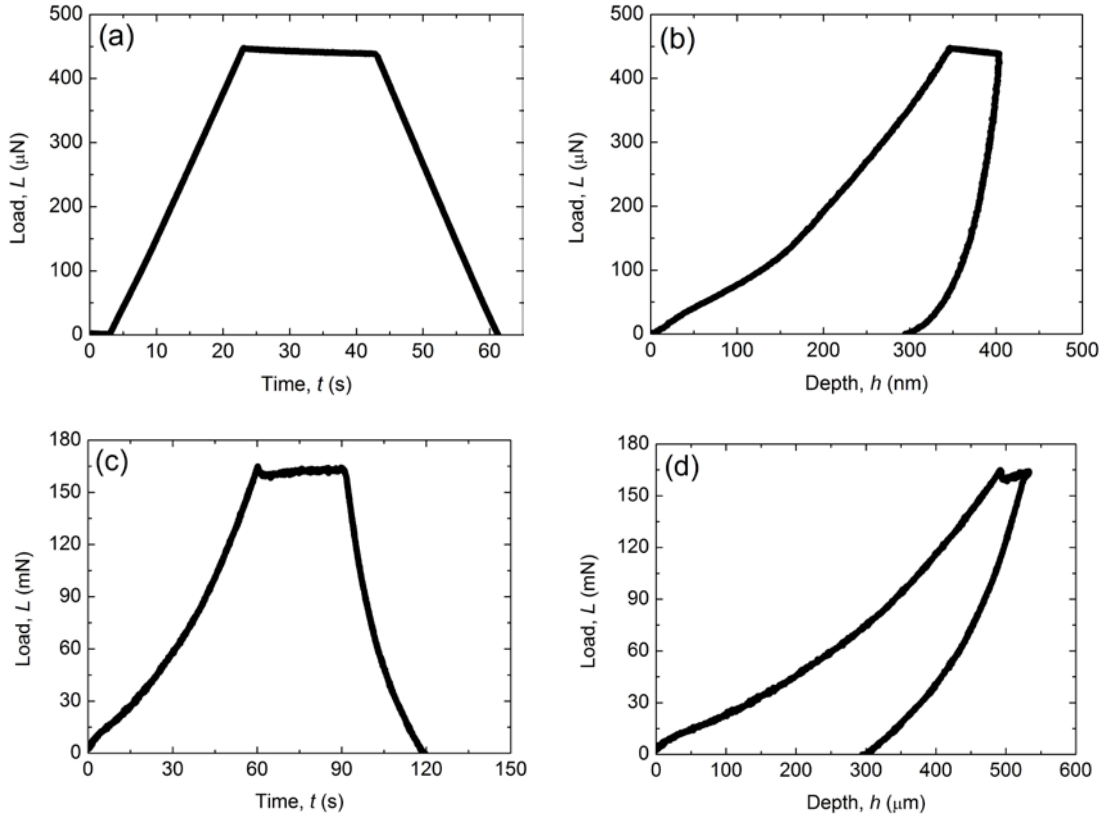 (a)
500
400
300
200
100
0
Load, L (μN)
0 10 20 30 40 50 60
Time, t (s)
(b)
500
400
300
200
100
0
Load, L (μN)
0 100 200 300 400 500
Depth, h (nm)
(c)
180
150
120
90
60
30
0
Load, L (mN)
0 30 60 90 120 150
Time, t (s)
(d)
180
150
120
90
60
30
0
Load, L (mN)
0 100 200 300 400 500 600
Depth, h (μm)